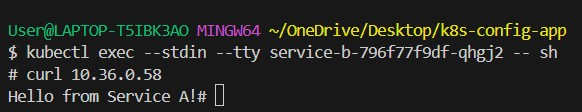 User@LAPTOP-T5IBK3AO MINGW64 ~/OneDrive/Desktop/k8s-config-app
$ kubectl exec --stdin --tty service-b-796f77f9df-qhgj2 -- sh
# curl 10.36.0.58
Hello from Service A!#